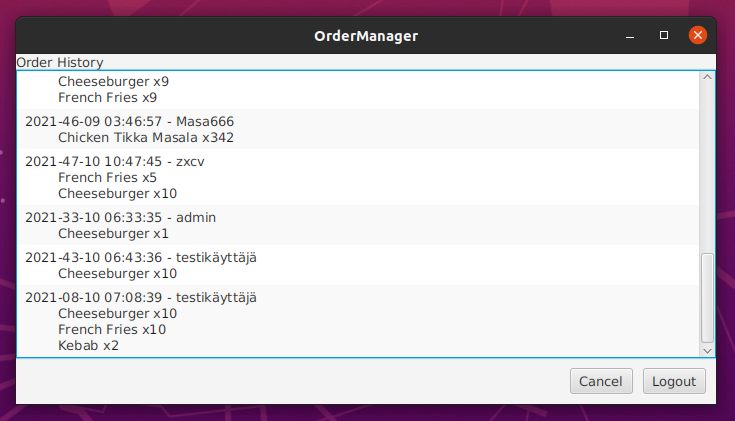 OrderManager
Order History
Cheeseburger x9
French Fries x9
2021-46-09 03:46:57 - Masa666
Chicken Tikka Masala x342
2021-47-10 10:47:45 - zxcv
French Fries x5
Cheeseburger x10
2021-33-10 06:33:35 - admin
Cheeseburger x1
2021-43-10 06:43:36 - testikäyttäjä
Cheeseburger x10
2021-08-10 07:08:39 - testikäyttäjä
Cheeseburger x10
French Fries x10
Kebab x2
Cancel Logout